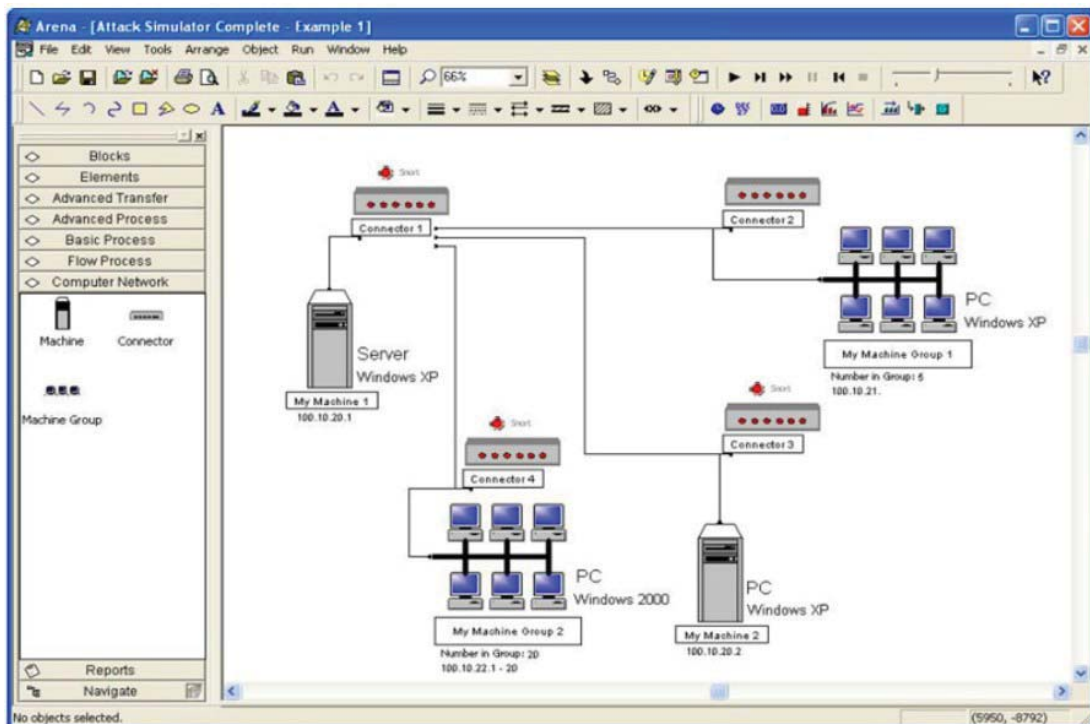 Arena - [Attack Simulator Complete - Example 1]
File Edit View Tools Arrange Object Run Window Help
66%
A
Blocks
Elements
Advanced Transfer
Advanced Process
Basic Process
Flow Process
Computer Network
Machine Connector
Machine Group
Reports
Navigate
Snort
Connector 1
Connector 2
Server
Windows XP
My Machine 1
100.10.20.1
PC
Windows XP
My Machine Group 1
Number in Group: 6
100.10.21.
Snort
Connector 3
Snort
Connector 4
PC
Windows 2000
My Machine Group 2
Number in Group: 20
100.10.22.1 - 20
PC
Windows XP
My Machine 2
100.10.20.2
No objects selected.
(5950, -8792)